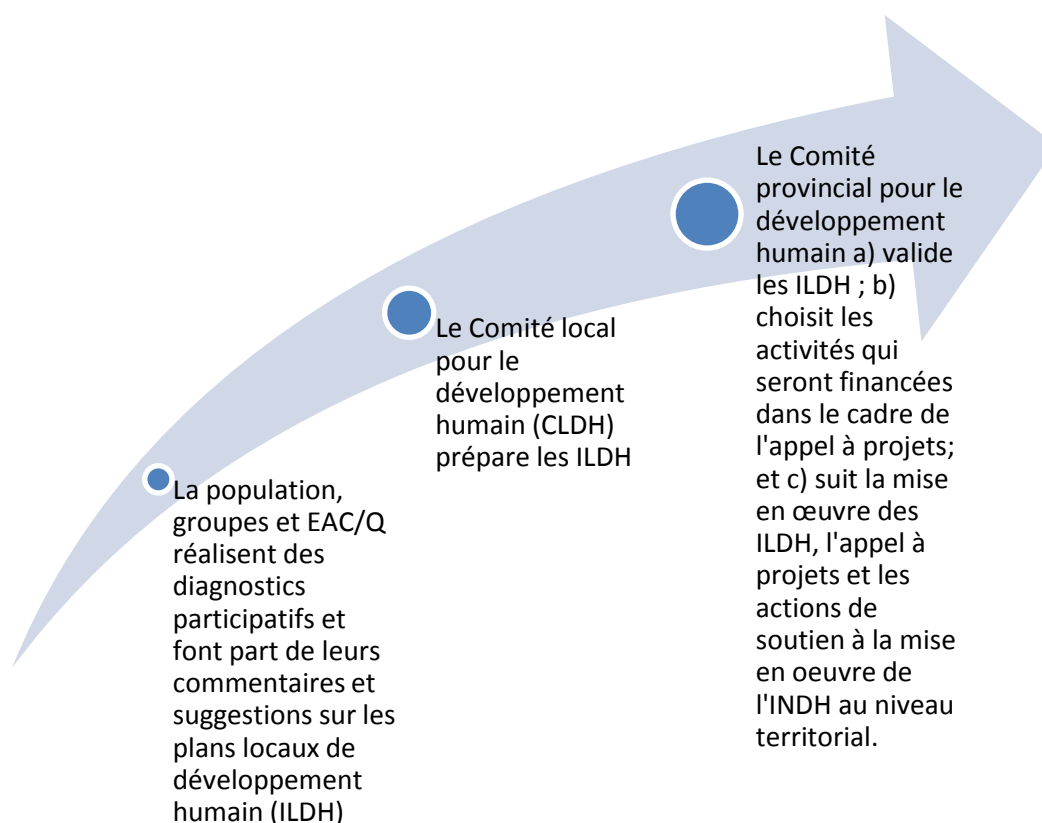 La population,
groupes et EAC/Q
réalisent des
diagnostics
participatifs et
font part de leurs
commentaires et
suggestions sur les
plans locaux de
développement
humain (ILDH)
Le Comité local
pour le
développement
humain (CLDH)
prépare les ILDH
Le Comité
provincial pour le
développement
humain a) valide
les ILDH ; b)
choisit les
activités qui
seront financées
dans le cadre de
l'appel à projets;
et c) suit la mise
en œuvre des
ILDH, l'appel à
projets et les
actions de
soutien à la mise
en oeuvre de
l'INDH au niveau
territorial.